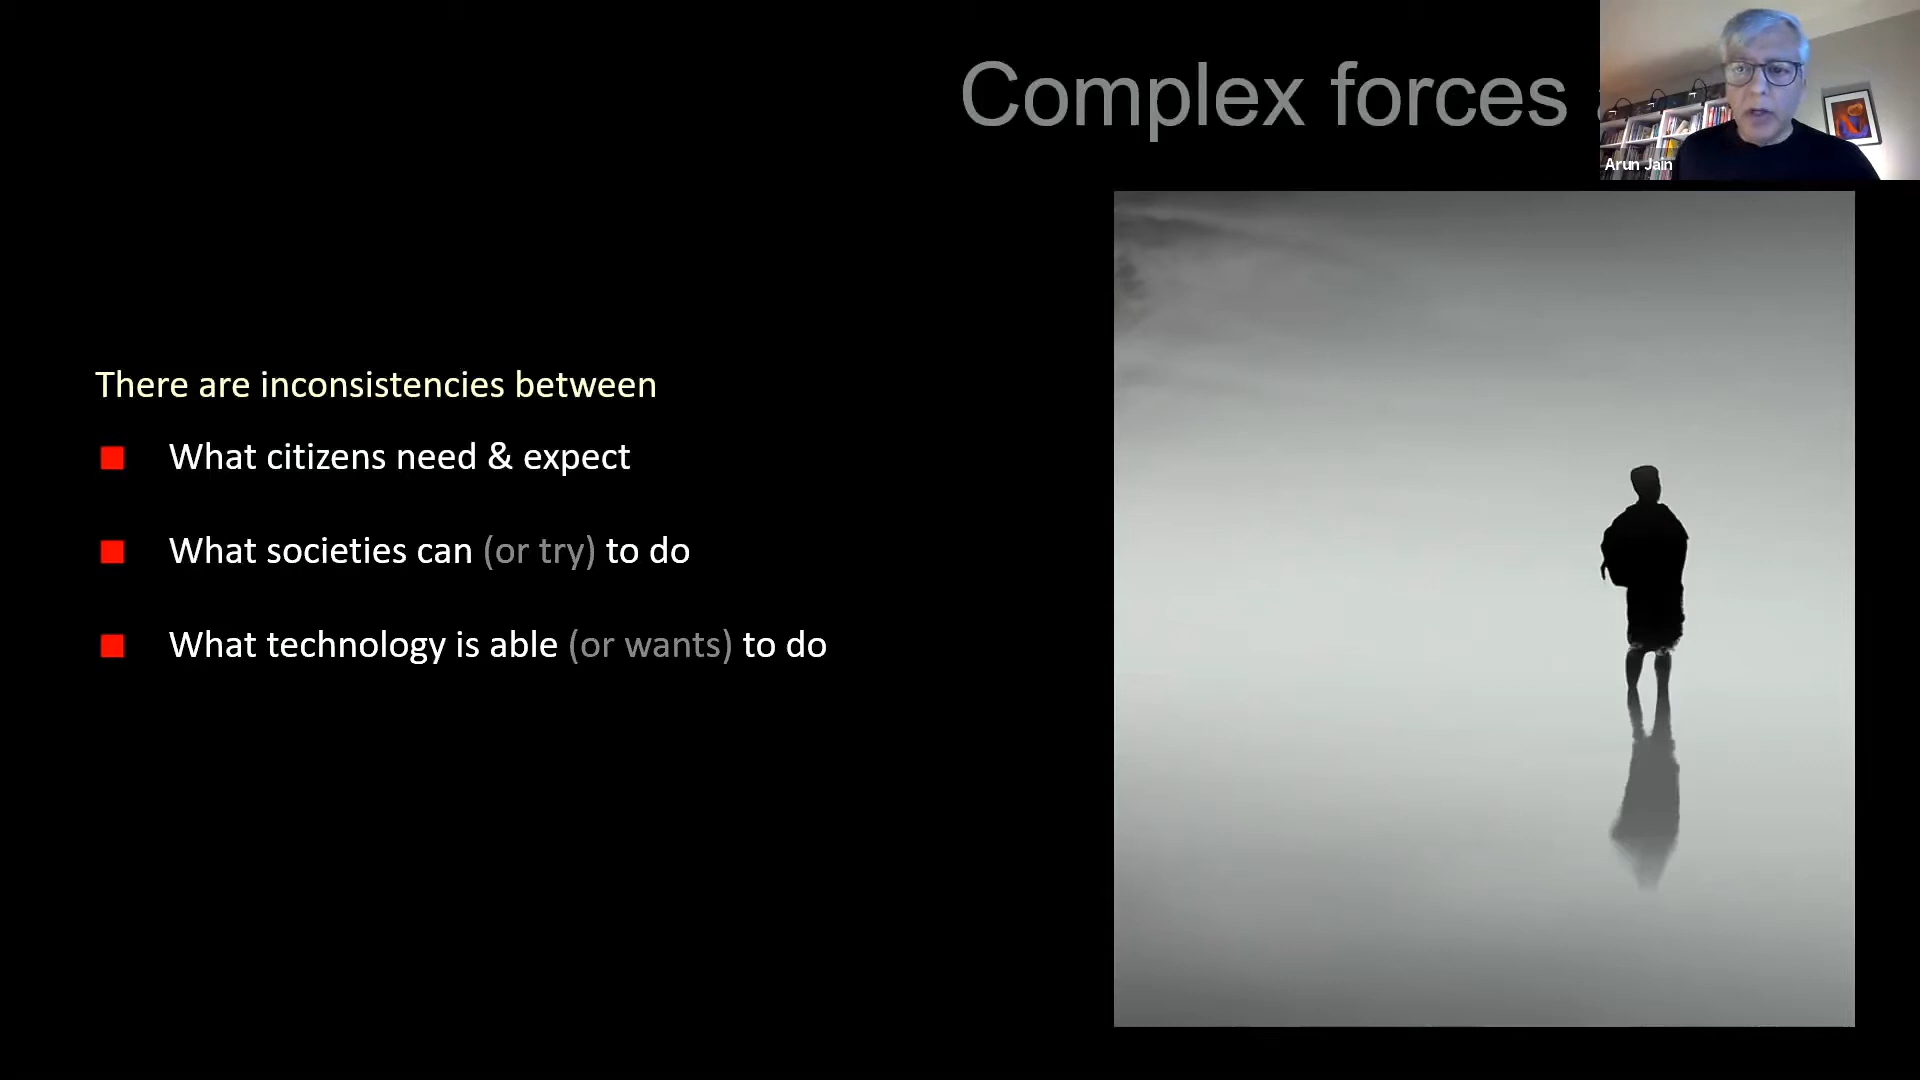 Complex forces
Arun Jain
There are inconsistencies between
What citizens need & expect
What societies can (or try) to do
What technology is able (or wants) to do